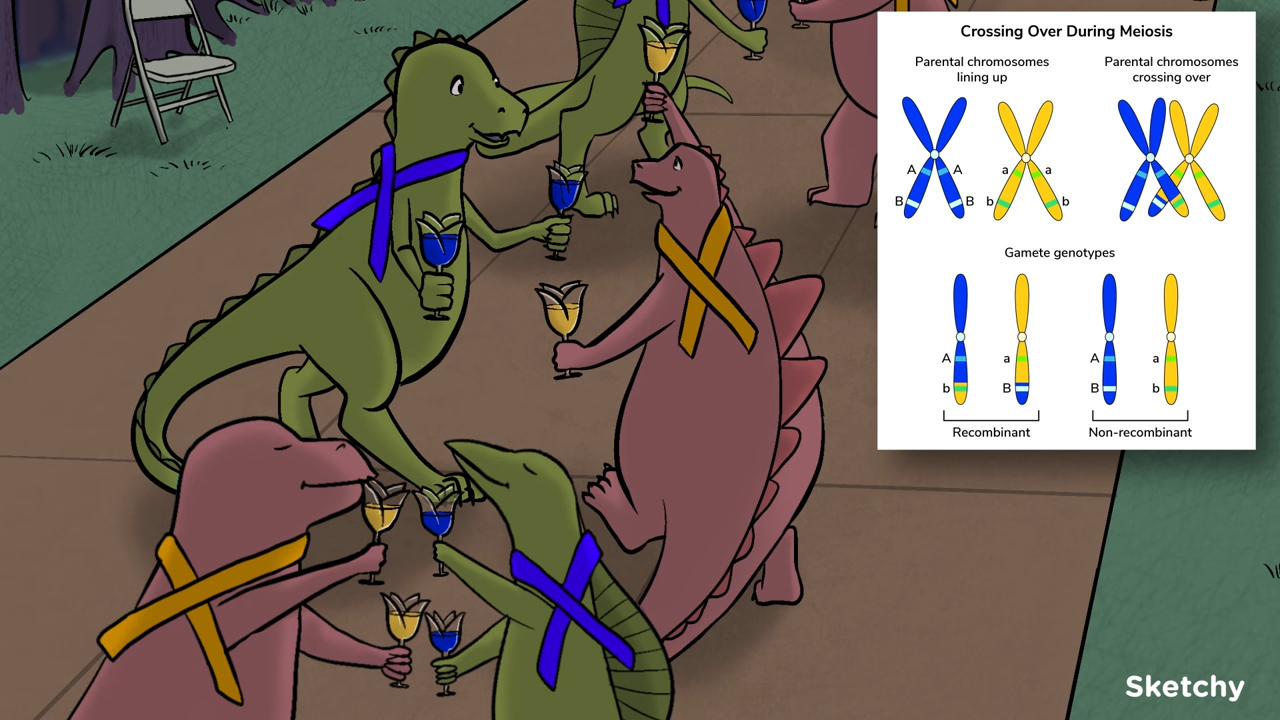 Crossing Over During Meiosis
Parental chromosomes
lining up
Parental chromosomes
crossing over
A A
B B
a a
b b
Gamete genotypes
A a A a
b B B b
Recombinant
Non-recombinant
Sketchy